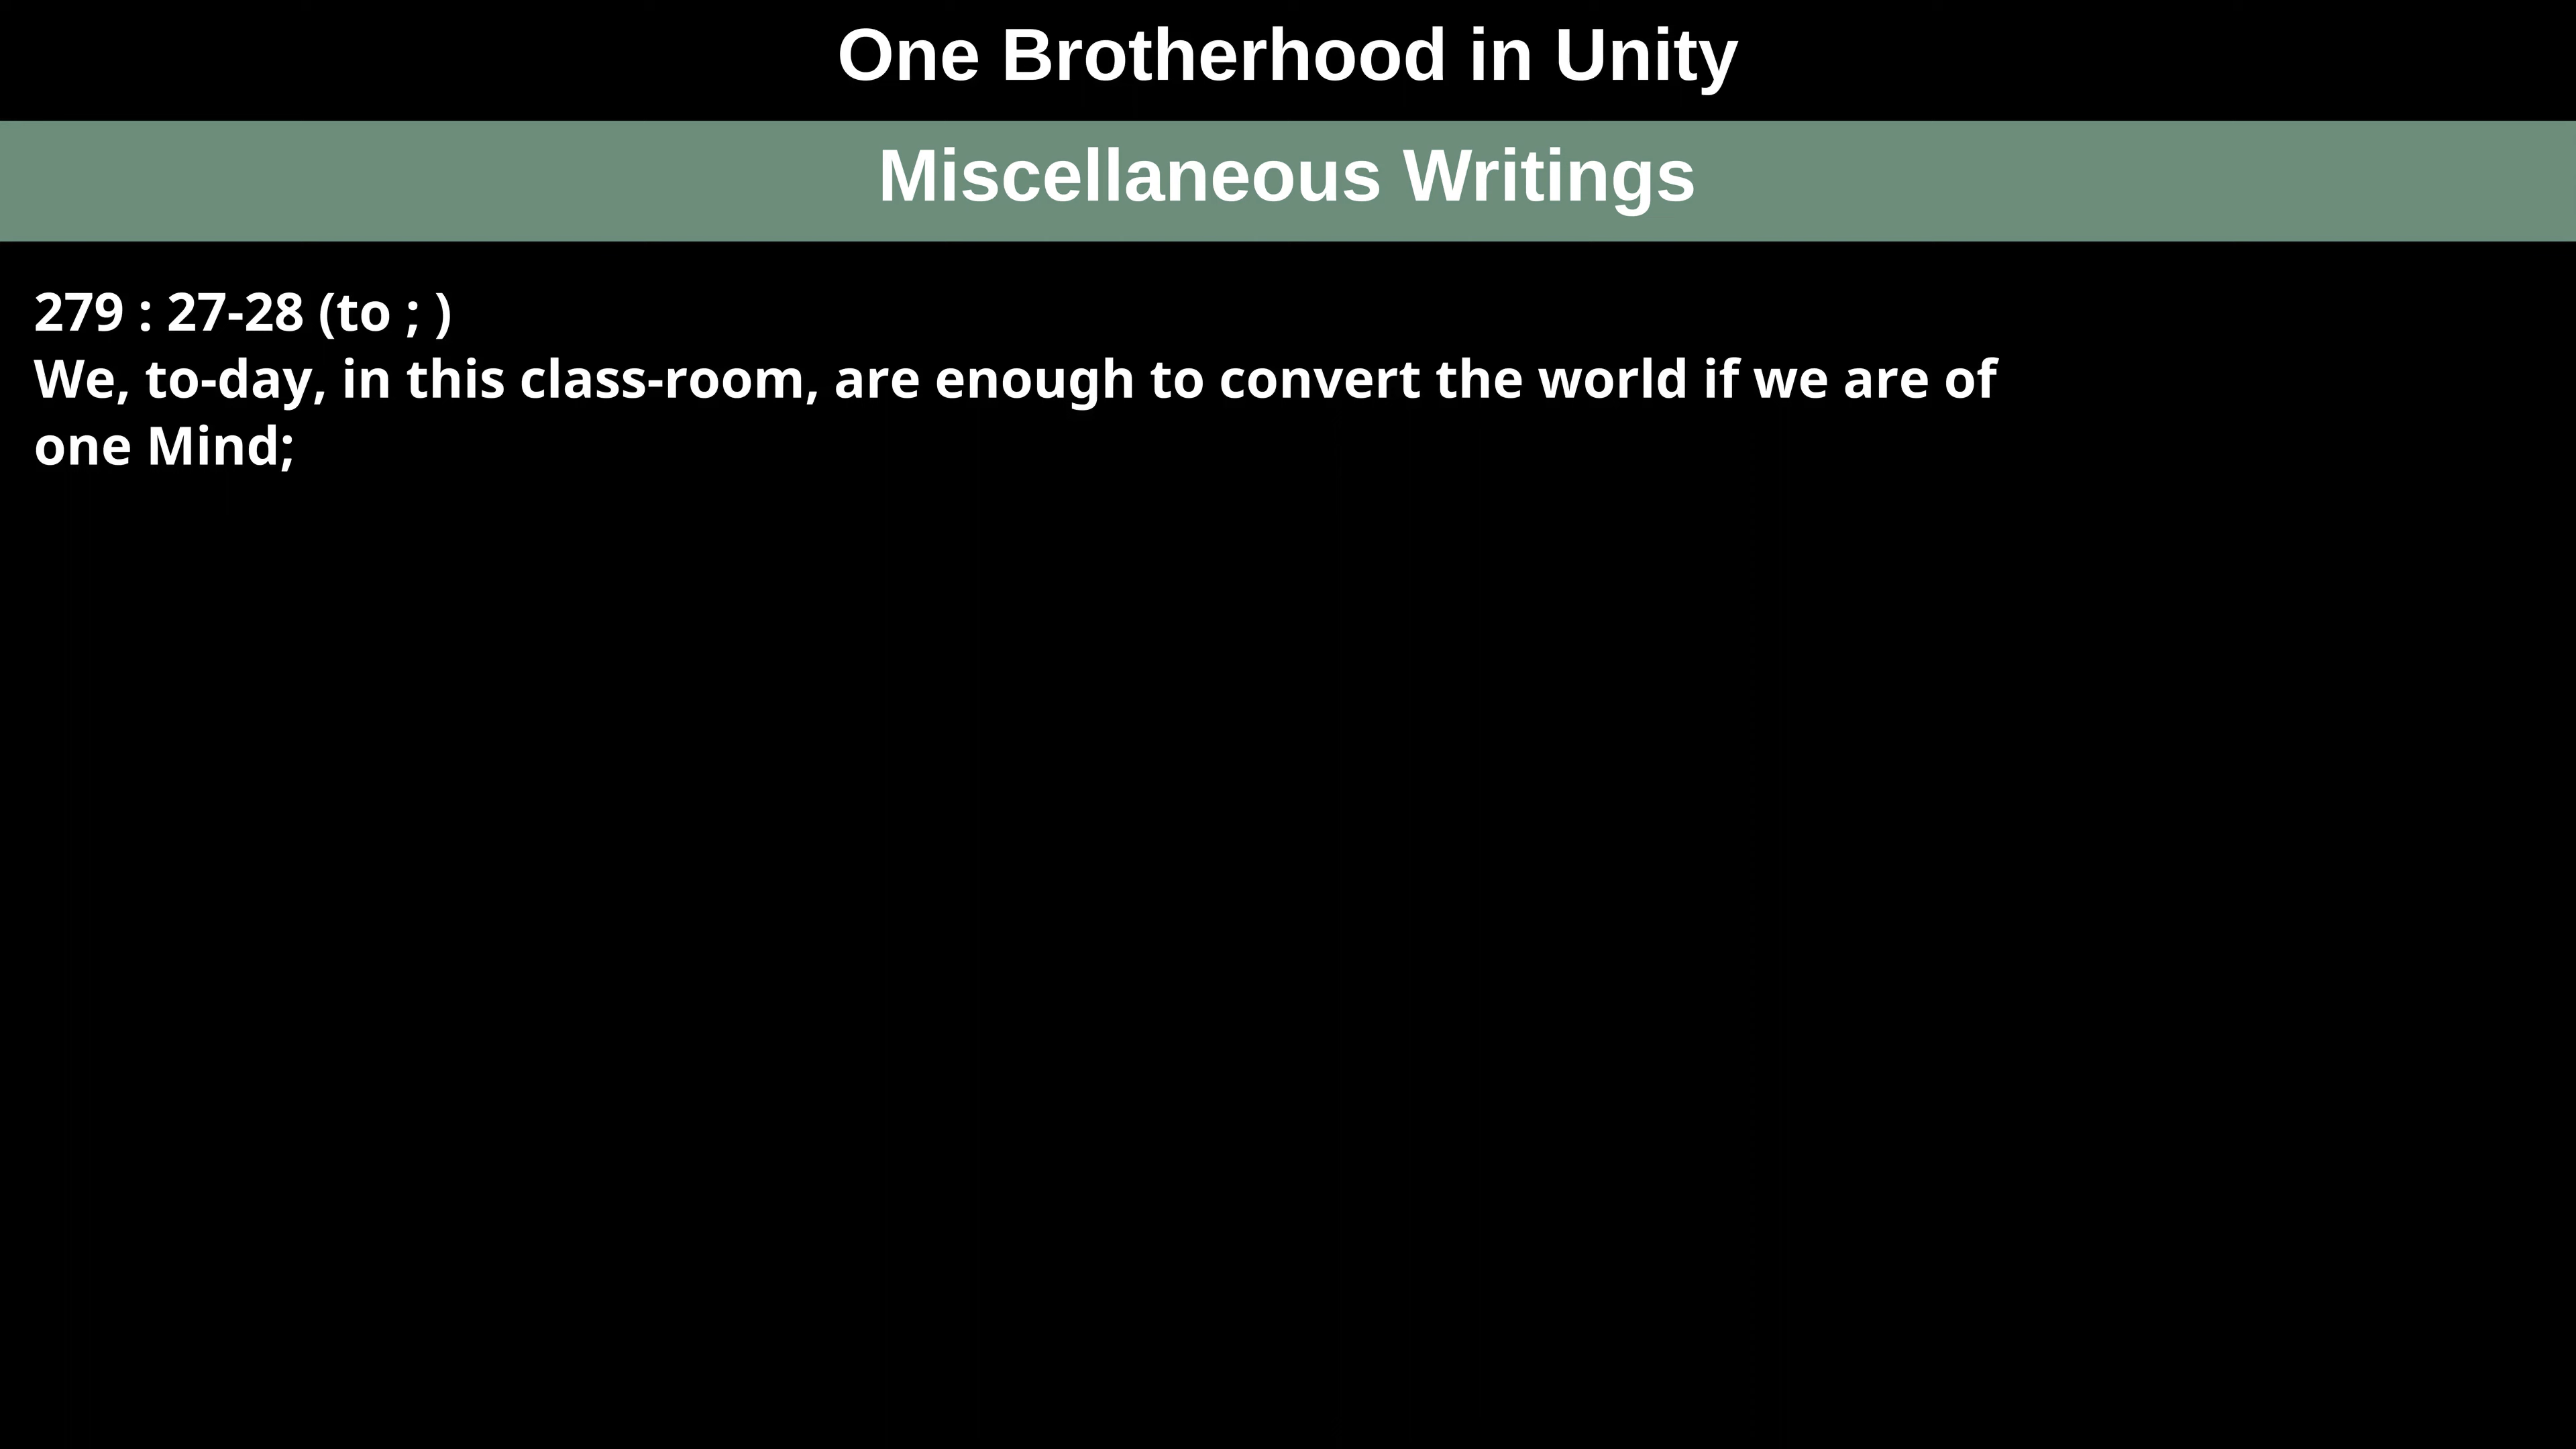 One Brotherhood in Unity
Miscellaneous Writings
279 : 27-28 (to ; )
We, to-day, in this class-room, are enough to convert the world if we are of
one Mind;